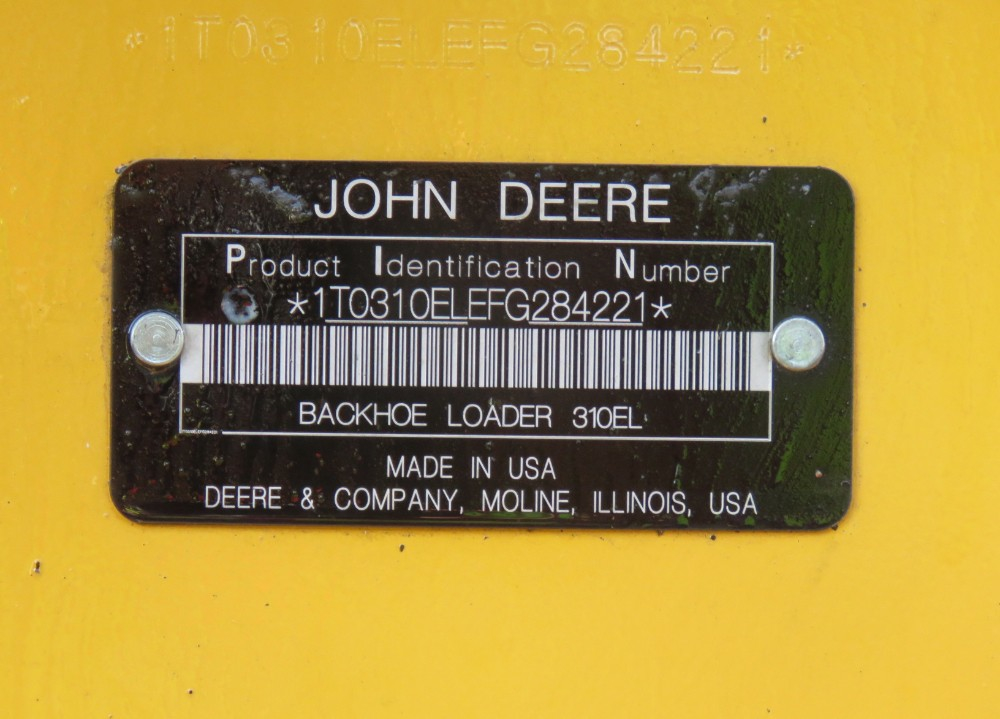 *1T0310ELEFG284221*
JOHN DEERE
Product Identification Number
*1T0310ELEFG284221*
BACKHOE LOADER 310EL
MADE IN USA
DEERE & COMPANY, MOLINE, ILLINOIS, USA